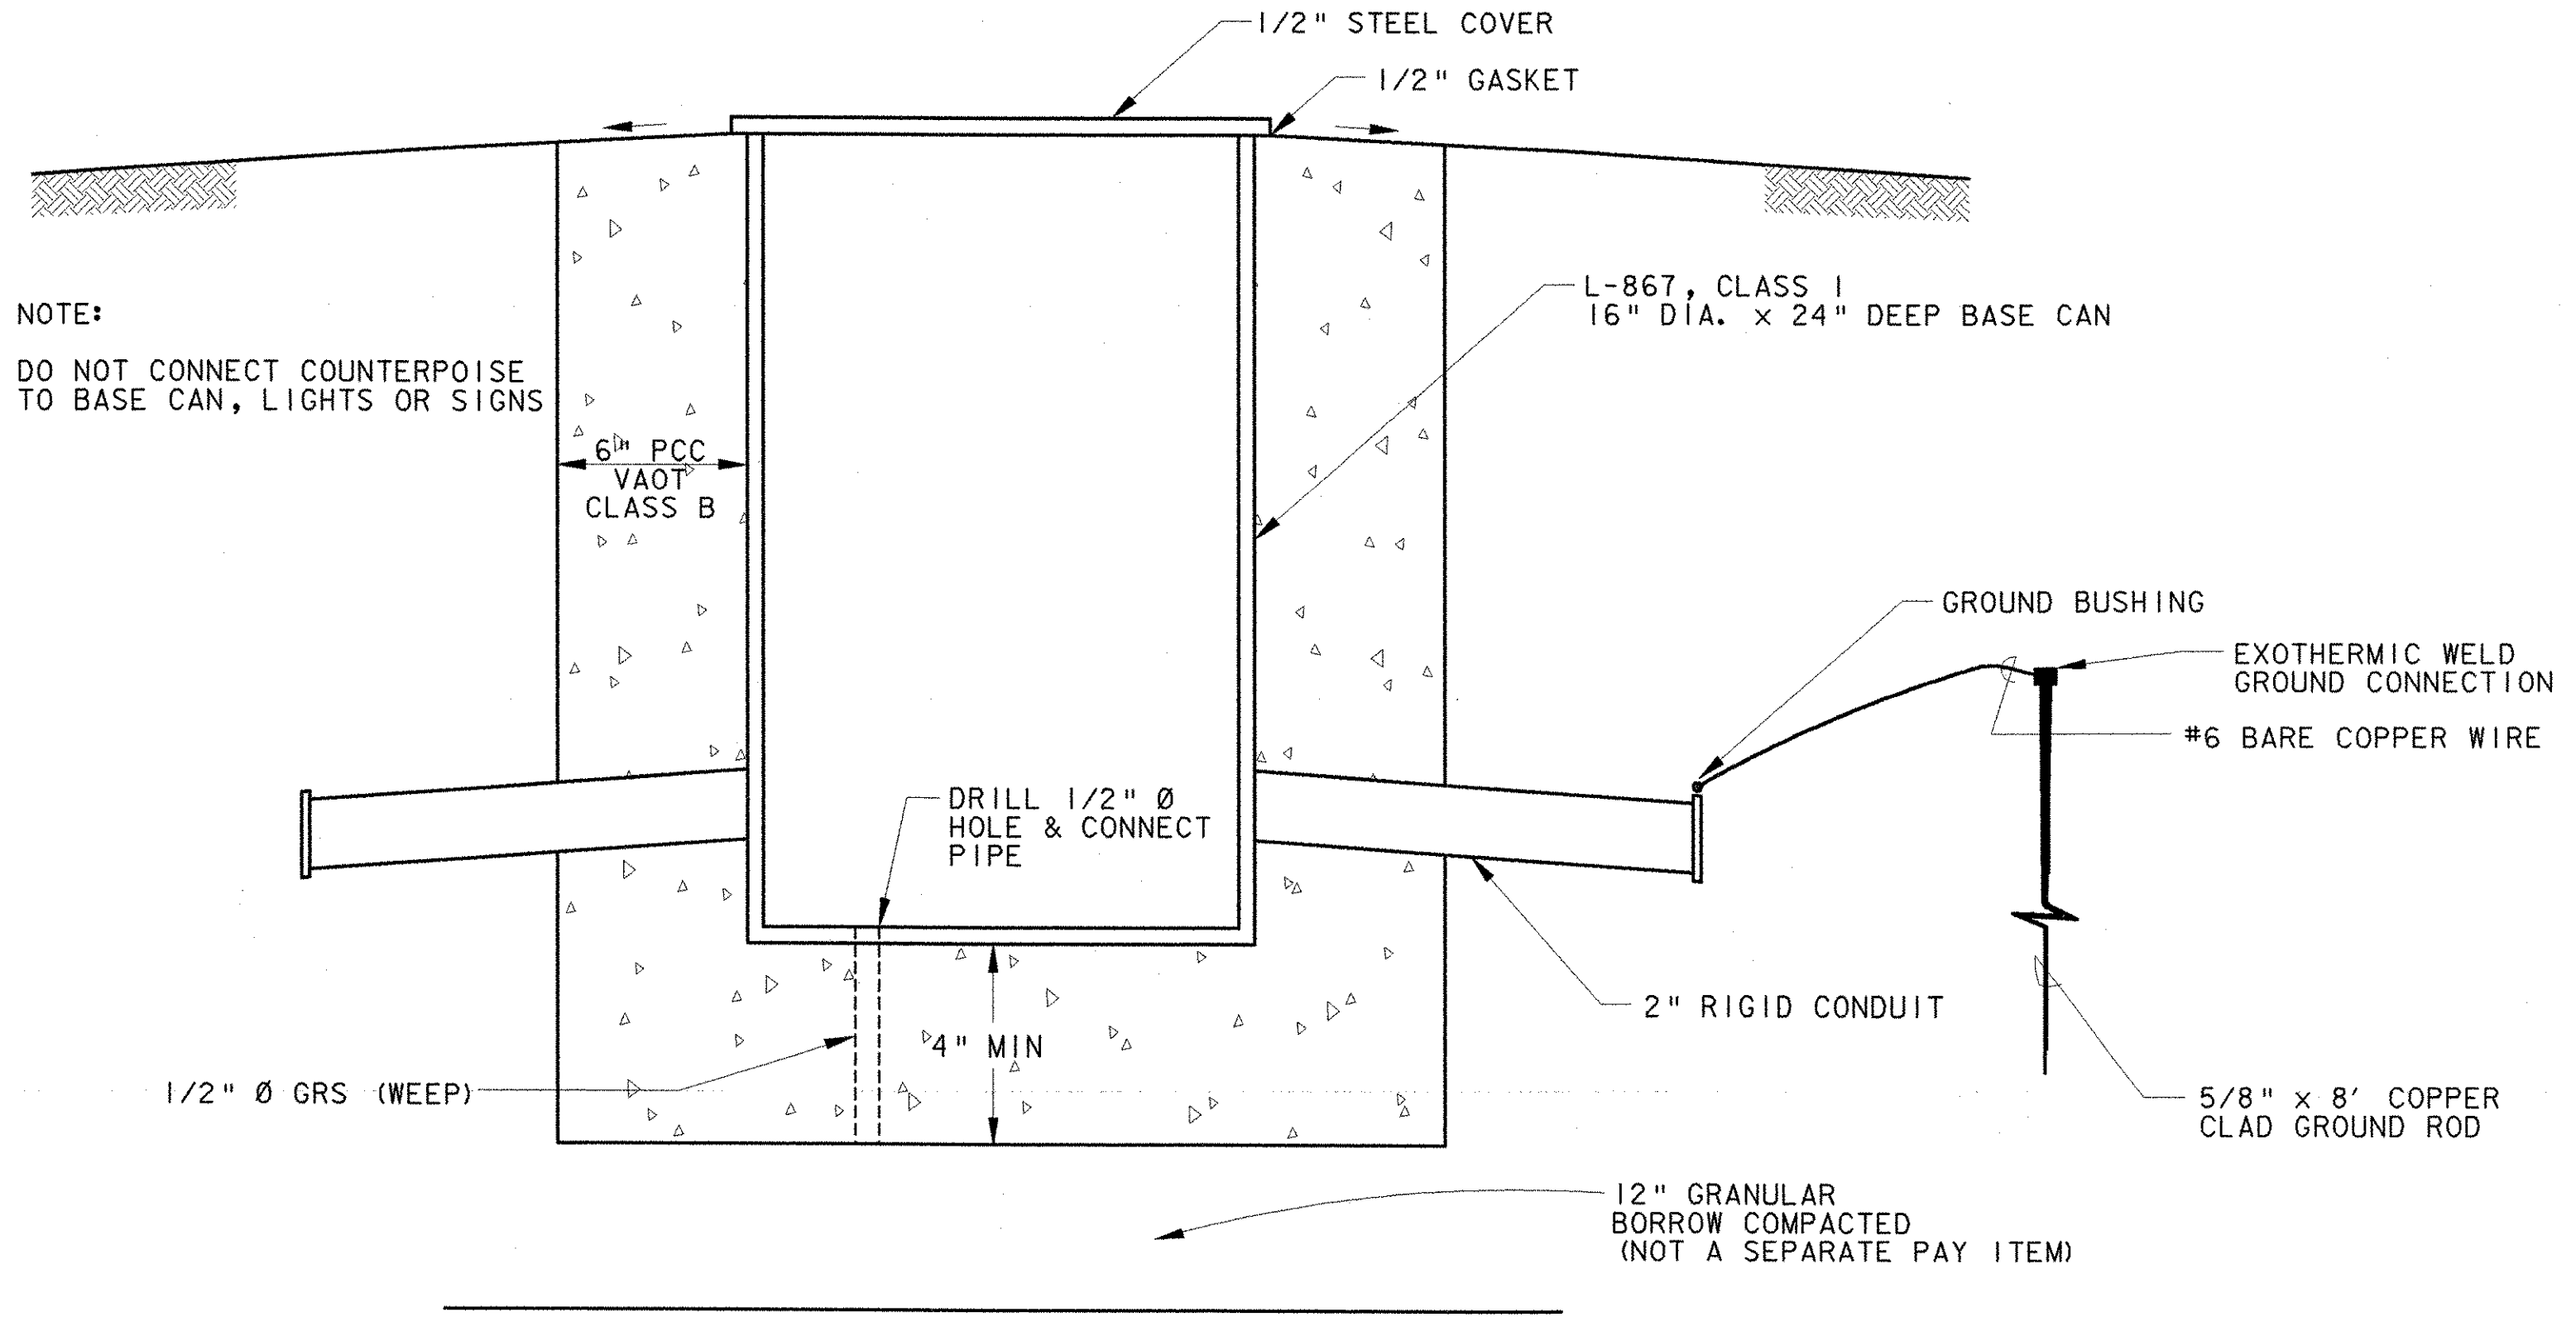 1/2" STEEL COVER
1/2" GASKET
NOTE:
DO NOT CONNECT COUNTERPOISE
TO BASE CAN, LIGHTS OR SIGNS
L-867, CLASS 1
16" DIA. x 24" DEEP BASE CAN
6" PCC
VAOT
CLASS B
GROUND BUSHING
EXOTHERMIC WELD
GROUND CONNECTION
#6 BARE COPPER WIRE
DRILL 1/2" Ø
HOLE & CONNECT
PIPE
2" RIGID CONDUIT
4" MIN
1/2" Ø GRS (WEEP)
5/8" x 8' COPPER
CLAD GROUND ROD
12" GRANULAR
BORROW COMPACTED
(NOT A SEPARATE PAY ITEM)